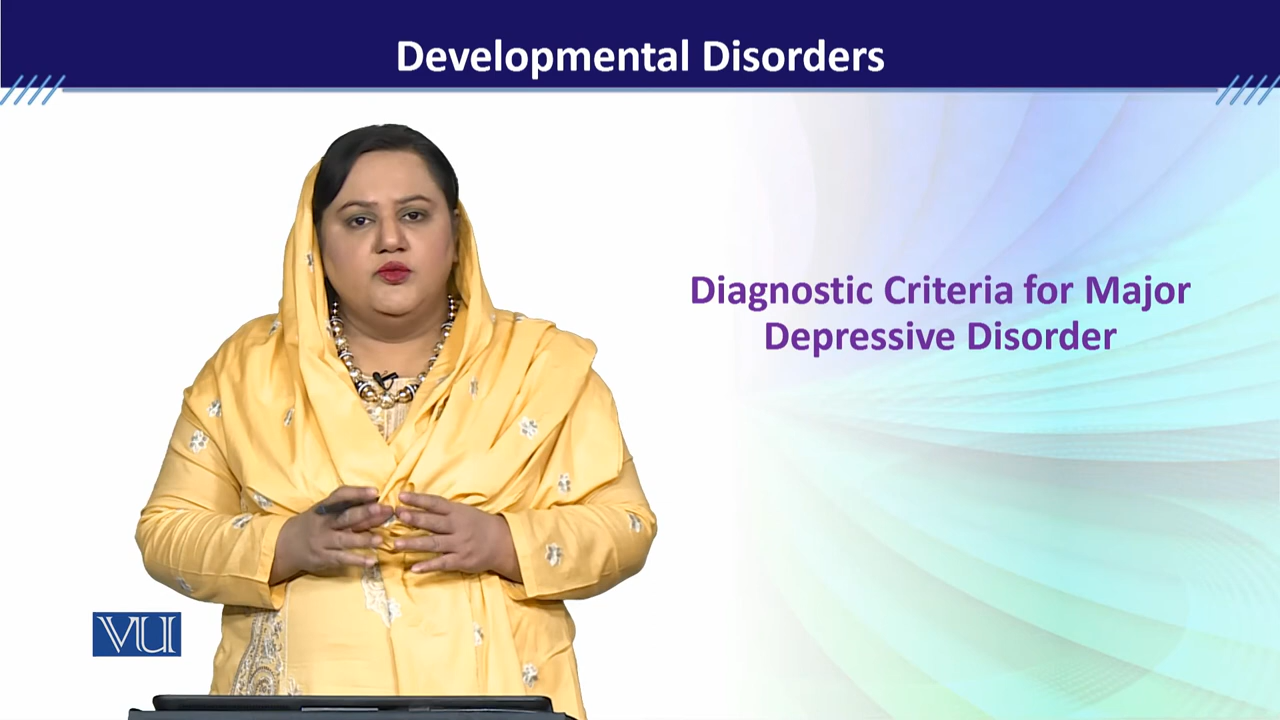 Developmental Disorders
Diagnostic Criteria for Major
Depressive Disorder
VU